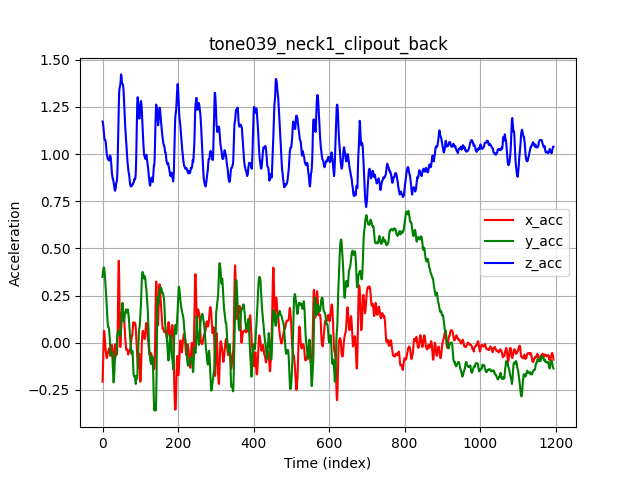 tone039_neck1_clipout_back
1.50
1.25
1.00
0.75
0.50
0.25
0.00
−0.25
Acceleration
x_acc
y_acc
z_acc
0 200 400 600 800 1000 1200
Time (index)